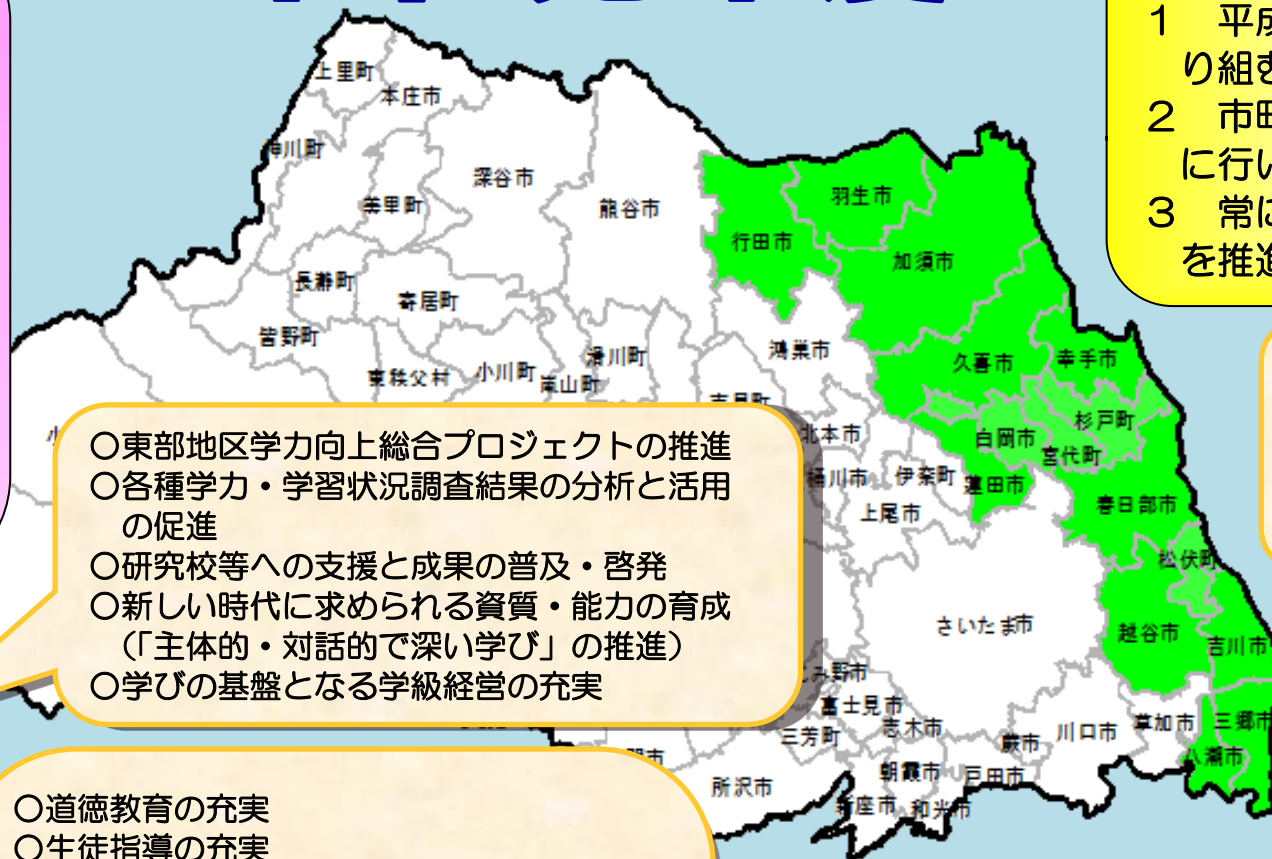 1　平成
り組む
2　市町
に行い
3　常に
を推進
上里町
本庄市
神川町
深谷市
美里町
熊谷市
羽生市
行田市
加須市
長瀞町
寄居町
皆野町
東秩父村
小川町
嵐山町
滑川町
鴻巣市
久喜市
幸手市
吉見町
北本市
桶川市
伊奈町
蓮田市
白岡市
杉戸町
宮代町
上尾市
春日部市
松伏町
さいたま市
越谷市
吉川市
○東部地区学力向上総合プロジェクトの推進
○各種学力・学習状況調査結果の分析と活用
の促進
○研究校等への支援と成果の普及・啓発
○新しい時代に求められる資質・能力の育成
（「主体的・対話的で深い学び」の推進）
○学びの基盤となる学級経営の充実
み野市
富士見市
三芳町
志木市
蕨市
川口市
草加市
三郷市
八潮市
所沢市
朝霞市
戸田市
新座市
和光市
○道徳教育の充実
○生徒指導の充実